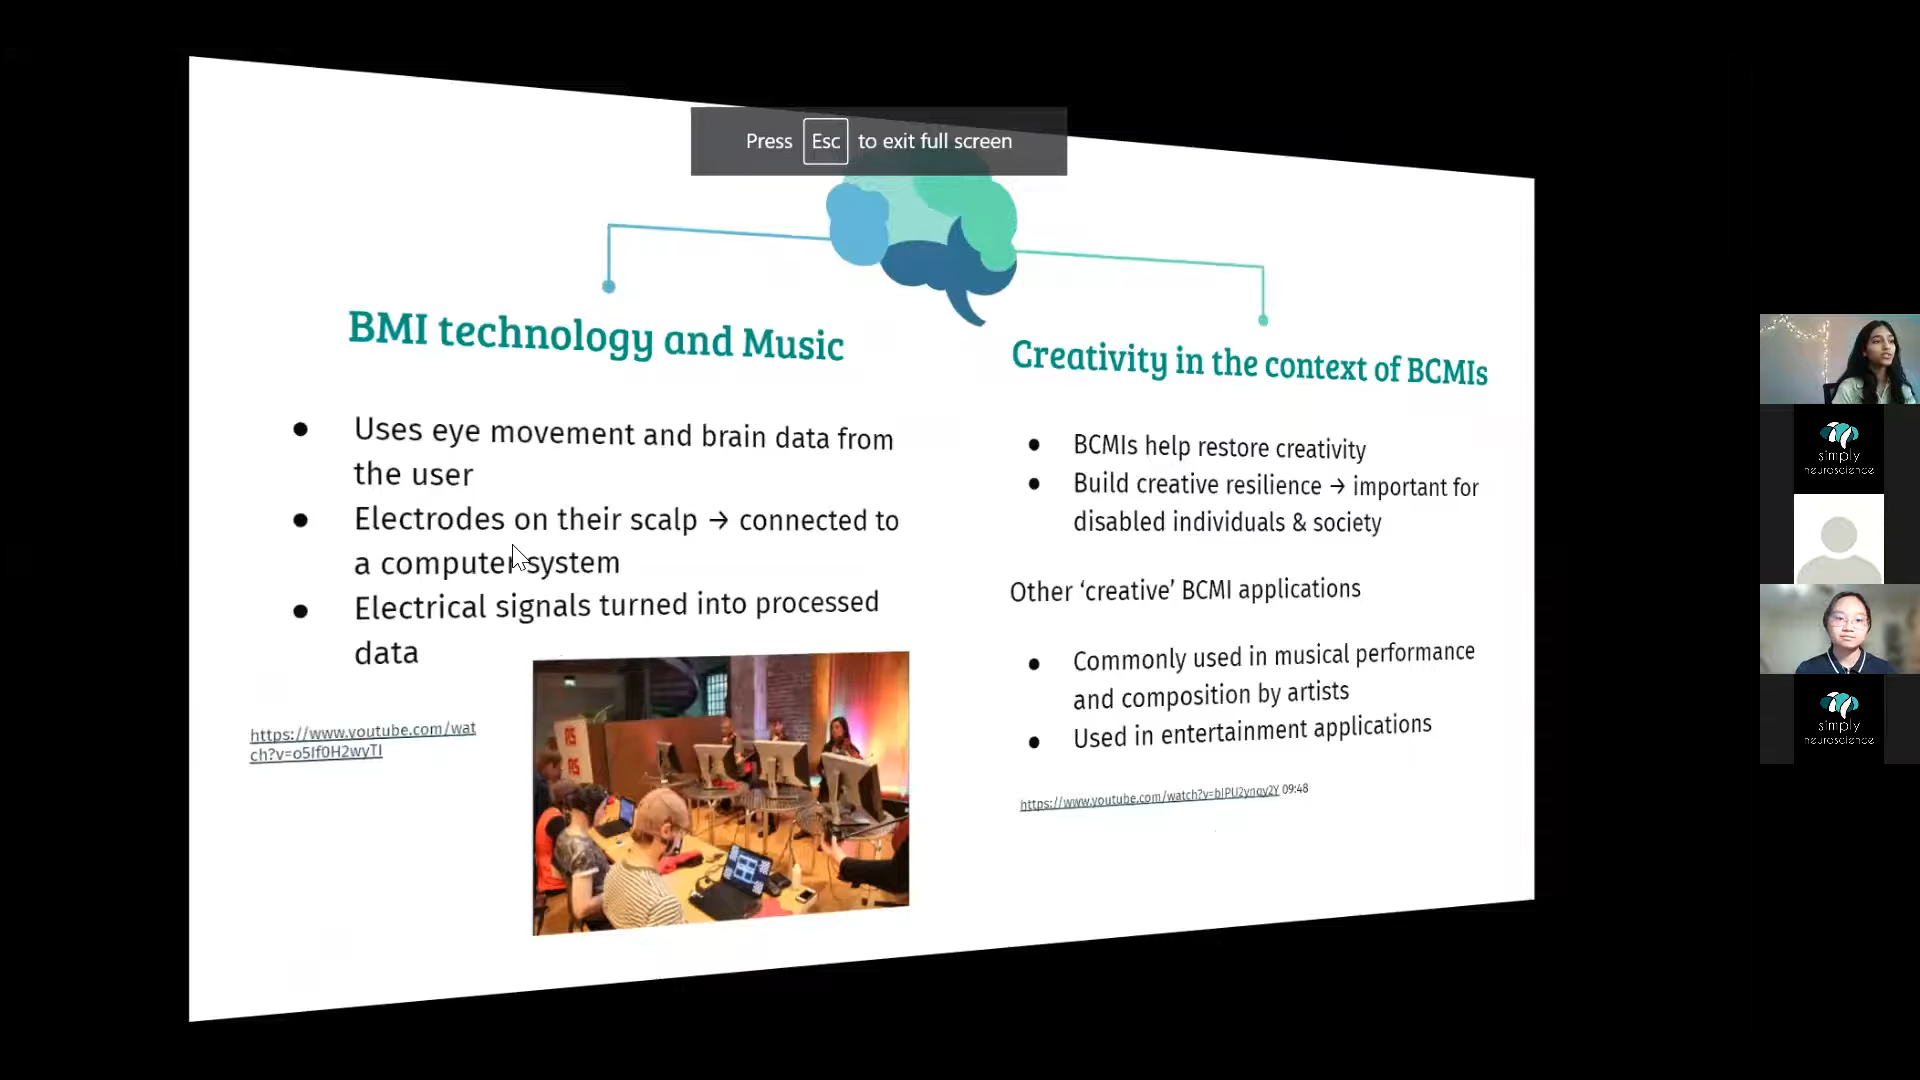 Press Esc to exit full screen
BMI technology and Music
● Uses eye movement and brain data from
the user
● Electrodes on their scalp → connected to
a computer system
● Electrical signals turned into processed
data
https://www.youtube.com/wat
ch?v=o5If0H2wyTI
RS
RS
Creativity in the context of BCMIs
● BCMIs help restore creativity
● Build creative resilience → important for
disabled individuals & society
Other ‘creative’ BCMI applications
● Commonly used in musical performance
and composition by artists
● Used in entertainment applications
09:48
simply
neuroscience
simply
neuroscience